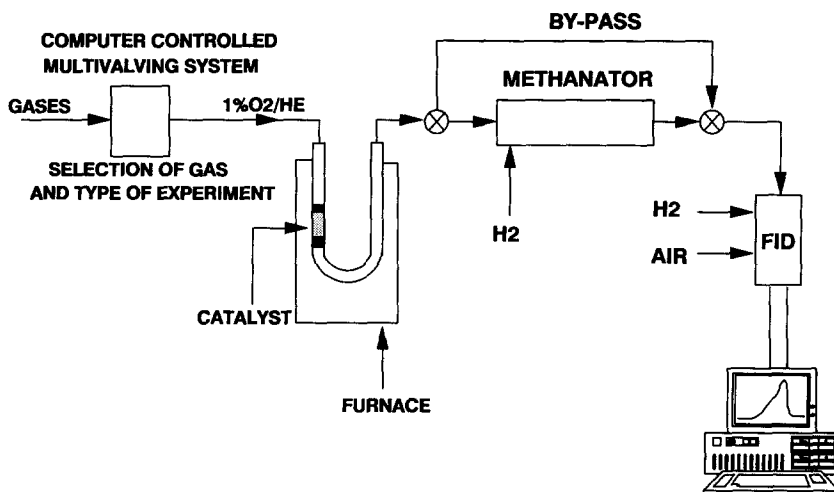 BY-PASS
COMPUTER CONTROLLED
MULTIVALVING SYSTEM
METHANATOR
GASES
1%O2/HE
SELECTION OF GAS
AND TYPE OF EXPERIMENT
H2
H2
FID
AIR
CATALYST
FURNACE